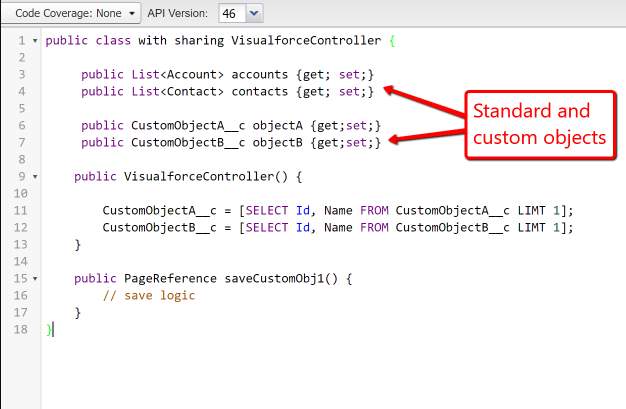 Code Coverage: None API Version: 46
1 public class with sharing VisualforceController {
2
3 public List<Account> accounts {get; set;}
4 public List<Contact> contacts {get; set;}
5
6 public CustomObjectA__c objectA {get;set;}
7 public CustomObjectB__c objectB {get;set;}
8
9 public VisualforceController() {
10
11 CustomObjectA__c = [SELECT Id, Name FROM CustomObjectA__c LIMT 1];
12 CustomObjectB__c = [SELECT Id, Name FROM CustomObjectB__c LIMT 1];
13 }
14
15 public PageReference saveCustomObj1() {
16 // save logic
17 }
18 }
Standard and
custom objects